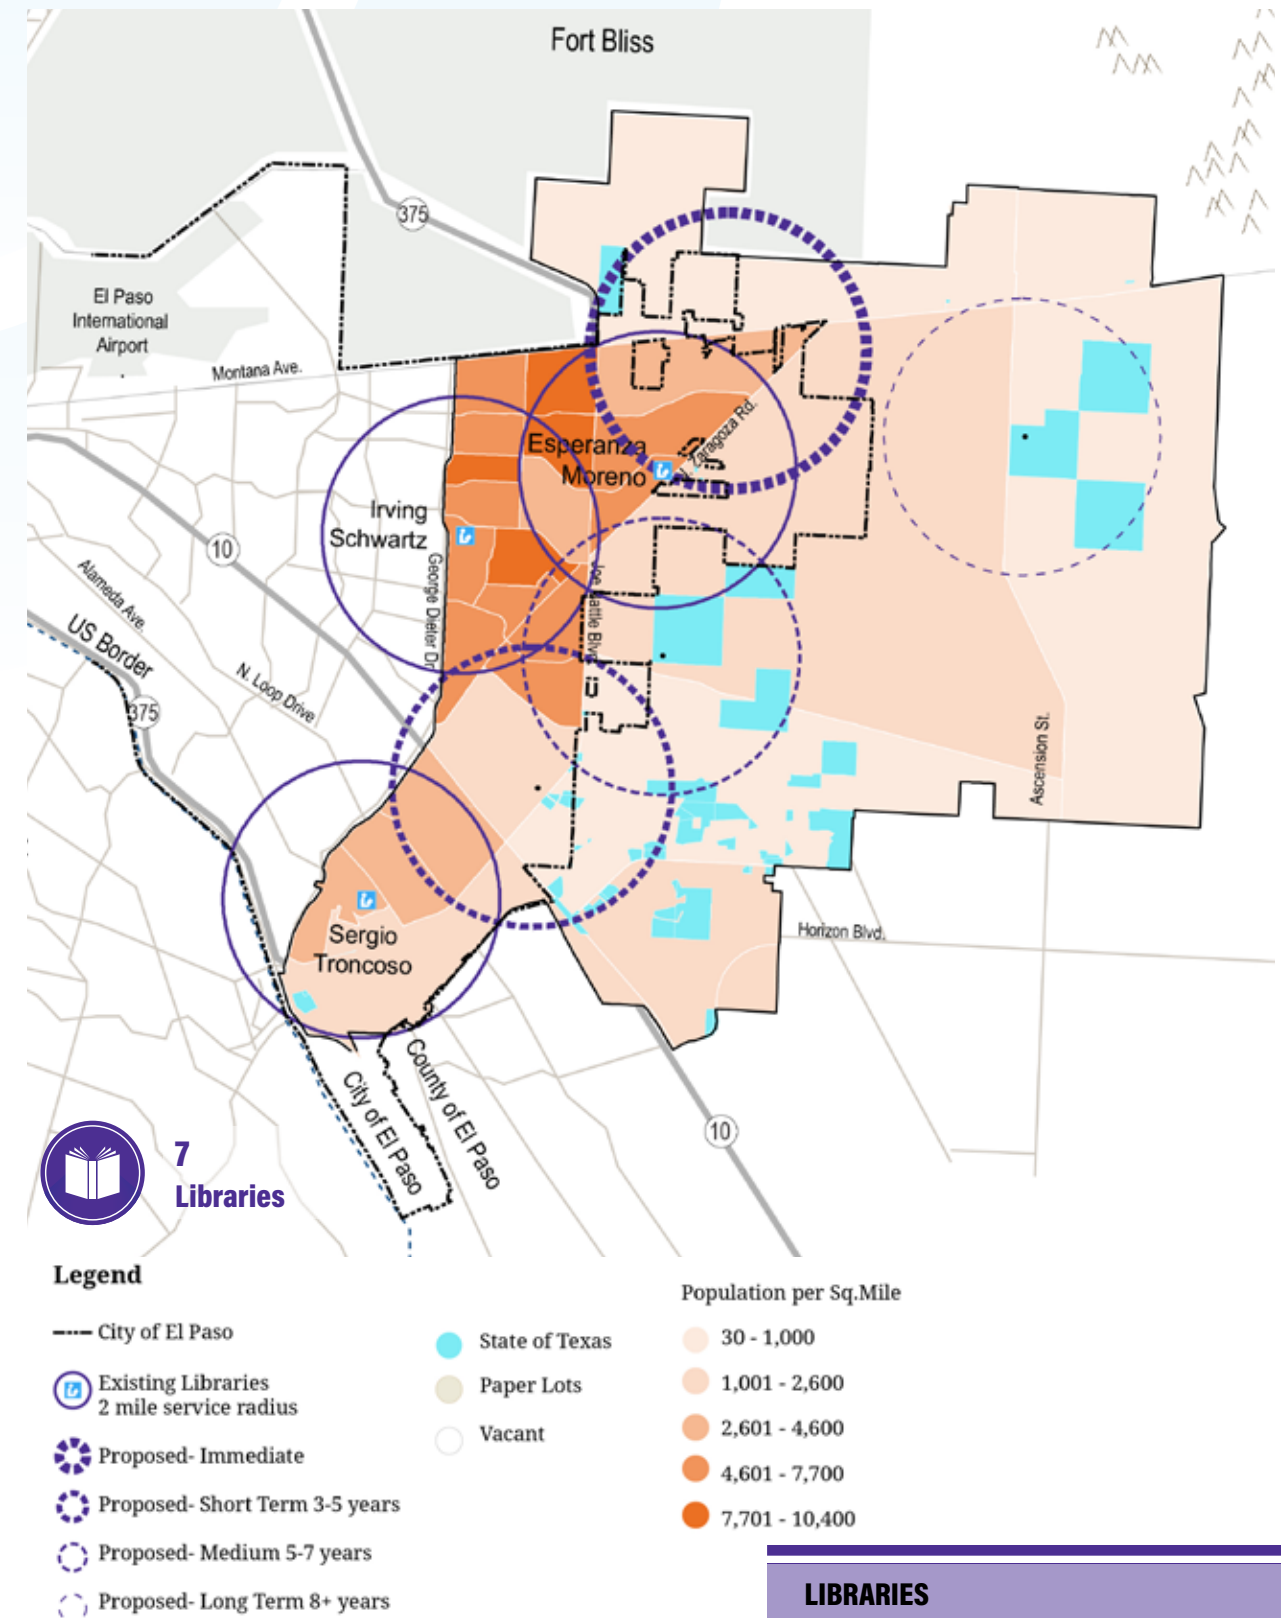 Fort Bliss
375
El Paso
International
Airport
Montana Ave.
Esperanza
Moreno
N. Zaragoza Rd.
Irving
Schwartz
10
George Dieter Dr.
Alameda Ave.
US Border
375
N. Loop Drive
Ascension St.
Sergio
Troncoso
Horizon Blvd.
City of El Paso
County of El Paso
10
7
Libraries
Legend
City of El Paso
Existing Libraries
2 mile service radius
Proposed- Immediate
Proposed- Short Term 3-5 years
Proposed- Medium 5-7 years
Proposed- Long Term 8+ years
State of Texas
Paper Lots
Vacant
Population per Sq.Mile
30 - 1,000
1,001 - 2,600
2,601 - 4,600
4,601 - 7,700
7,701 - 10,400
LIBRARIES